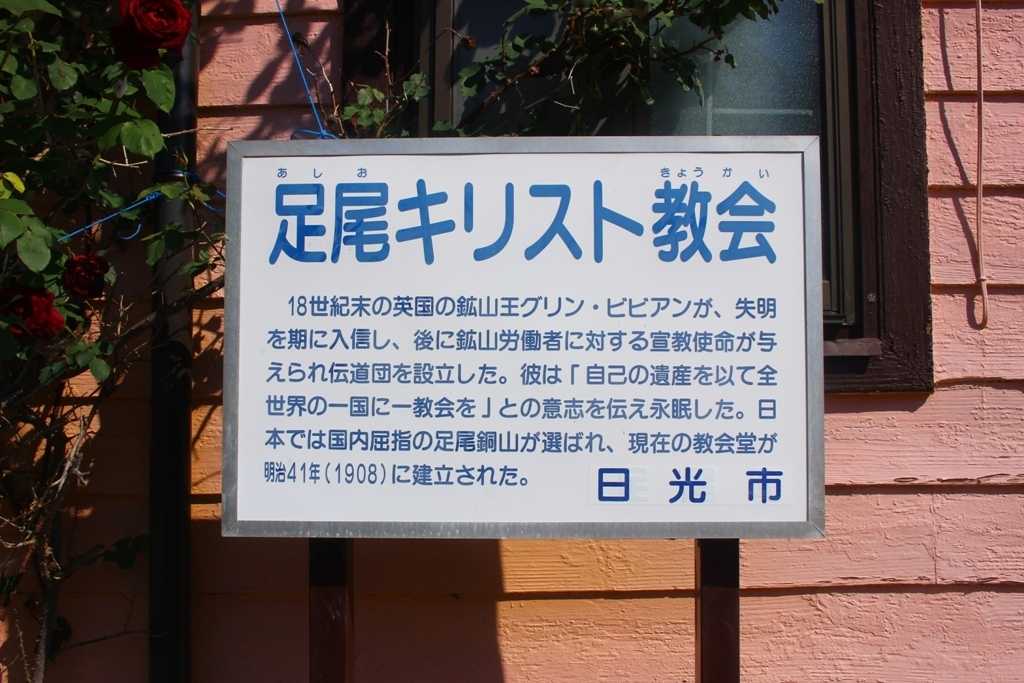 あしお きょうかい
足尾キリスト教会
18世紀末の英国の鉱山王グリン・ビビアンが、失明
を期に入信し、後に鉱山労働者に対する宣教使命が与
えられ伝道団を設立した。彼は「自己の遺産を以て全
世界の一国に一教会を」との意志を伝え永眠した。日
本では国内屈指の足尾銅山が選ばれ、現在の教会堂が
明治41年(1908)に建立された。
日光市